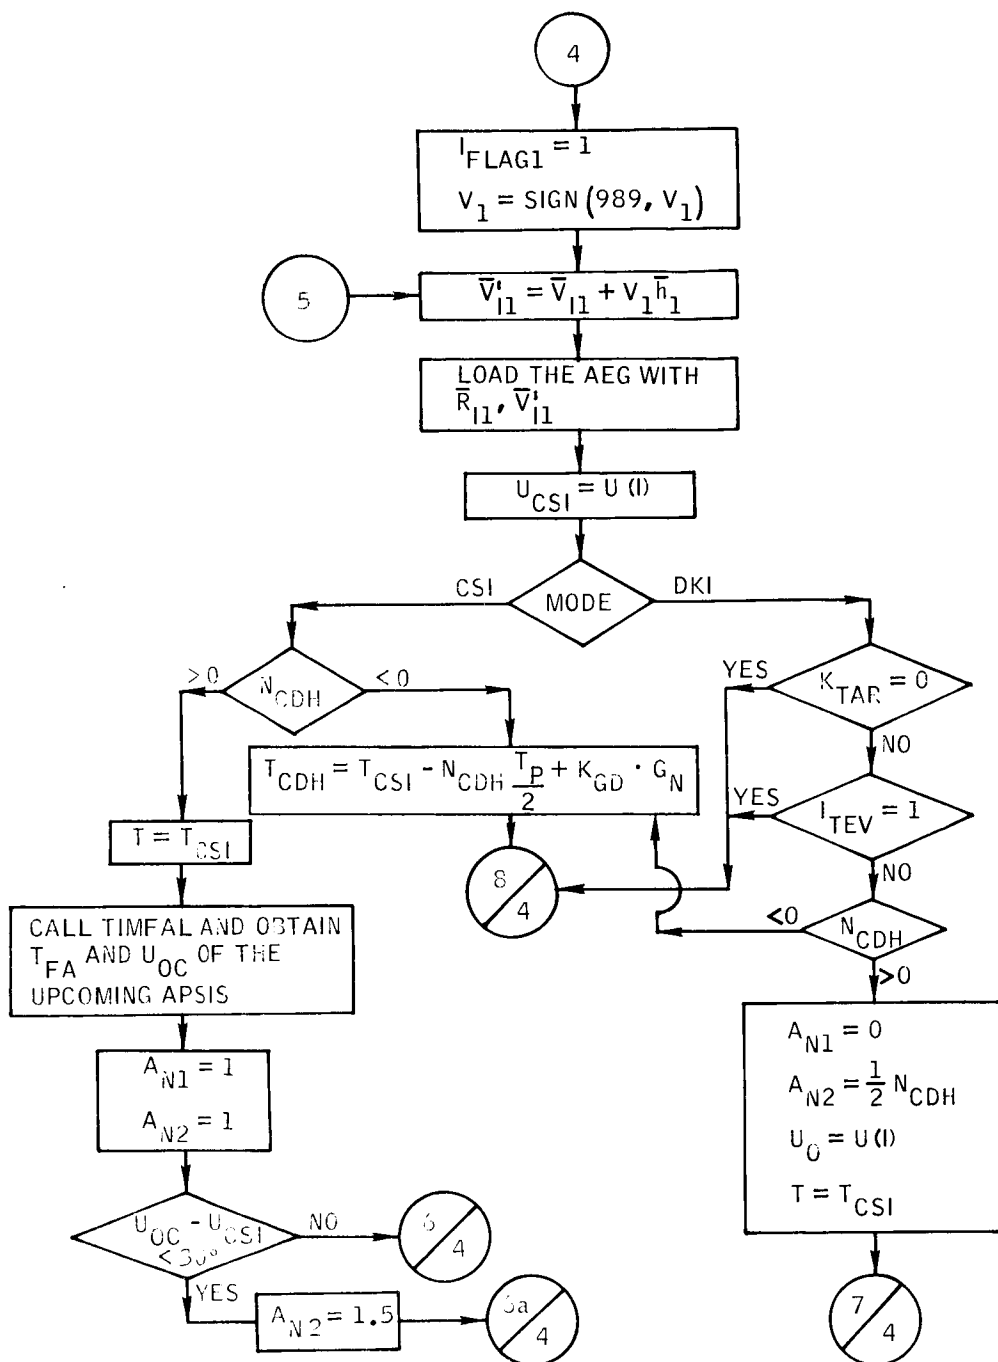 4
I_FLAG1 = 1
V_1 = SIGN (989, V_1)
5
V̄'_I1 = V̄_I1 + V_1 h̄_1
LOAD THE AEG WITH
R̄_I1, V̄'_I1
U_CSI = U (I)
MODE
CSI
DKI
>0
N_CDH
<0
YES
K_TAR = 0
NO
T_CDH = T_CSI - N_CDH T_P/2 + K_GD · G_N
YES
I_TEV = 1
NO
T = T_CSI
8
4
<0
N_CDH
>0
CALL TIMFAL AND OBTAIN
T_FA AND U_OC OF THE
UPCOMING APSIS
A_N1 = 0
A_N2 = 1/2 N_CDH
U_O = U(I)
T = T_CSI
A_N1 = 1
A_N2 = 1
U_OC - U_CSI
<30°
NO
6
4
YES
A_N2 = 1.5
4
7
4